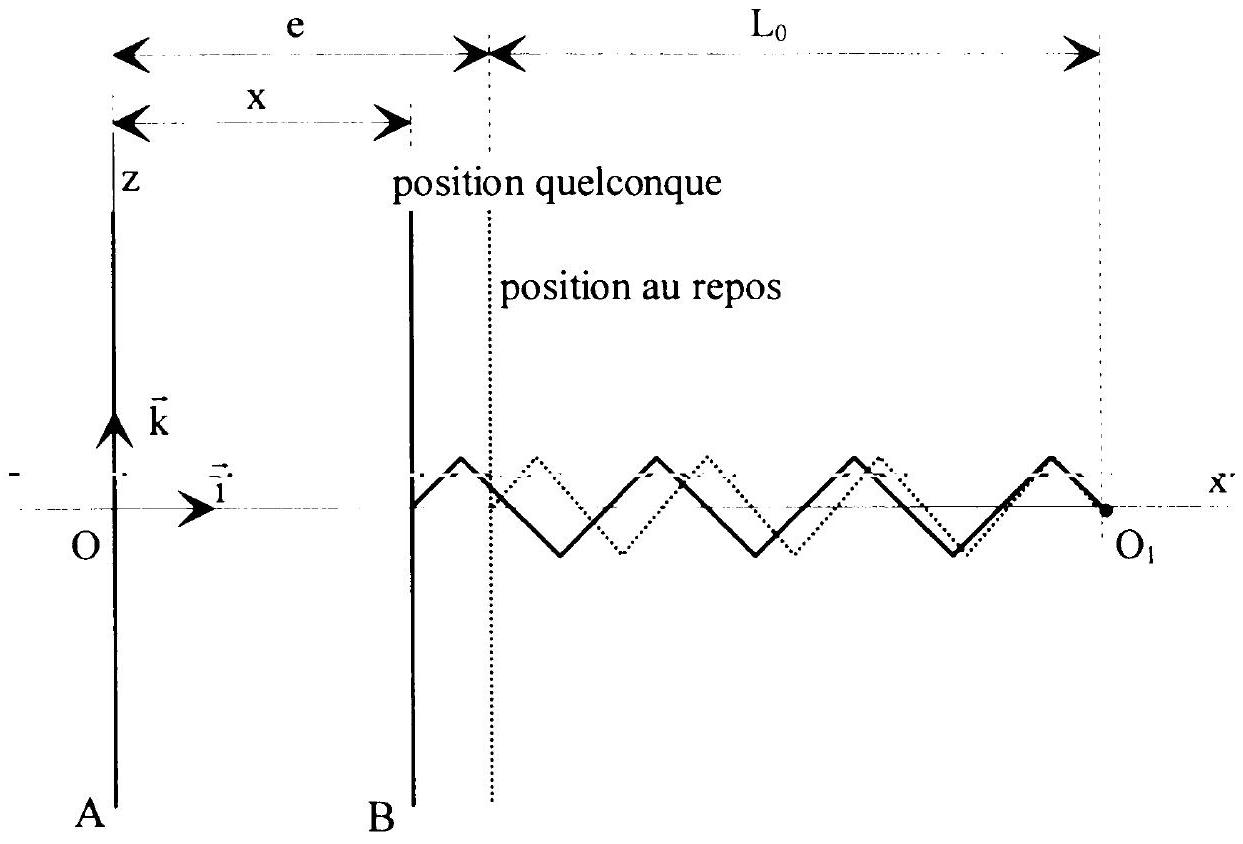 e
L₀
x
z
position quelconque
position au repos
k⃗
i⃗
x
O
O₁
A
B